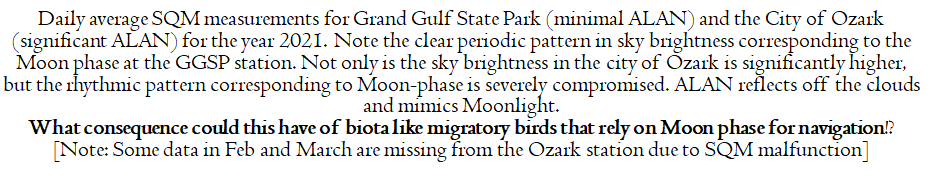 Daily average SQM measurements for Grand Gulf State Park (minimal ALAN) and the City of Ozark
(significant ALAN) for the year 2021. Note the clear periodic pattern in sky brightness corresponding to the
Moon phase at the GGSP station. Not only is the sky brightness in the city of Ozark is significantly higher,
but the rhythmic pattern corresponding to Moon-phase is severely compromised. ALAN reflects off the clouds
and mimics Moonlight.
What consequence could this have of biota like migratory birds that rely on Moon phase for navigation!?
[Note: Some data in Feb and March are missing from the Ozark station due to SQM malfunction]